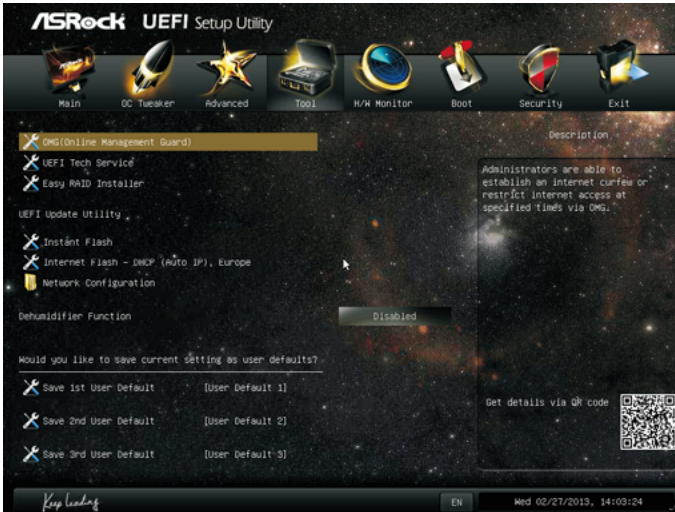 ASRock UEFI Setup Utility
Main OC Tweaker Advanced Tool H/W Monitor Boot Security Exit
OMG(Online Management Guard)
UEFI Tech Service
Easy RAID Installer
UEFI Update Utility
Instant Flash
Internet Flash - DHCP (Auto IP), Europe
Network Configuration
Dehumidifier Function Disabled
Would you like to save current setting as user defaults?
Save 1st User Default [User Default 1]
Save 2nd User Default [User Default 2]
Save 3rd User Default [User Default 3]
Description
Administrators are able to
establish an internet curfew or
restrict internet access at
specified times via OMG.
Get details via QR code
Keep Leading
EN Wed 02/27/2013, 14:03:24